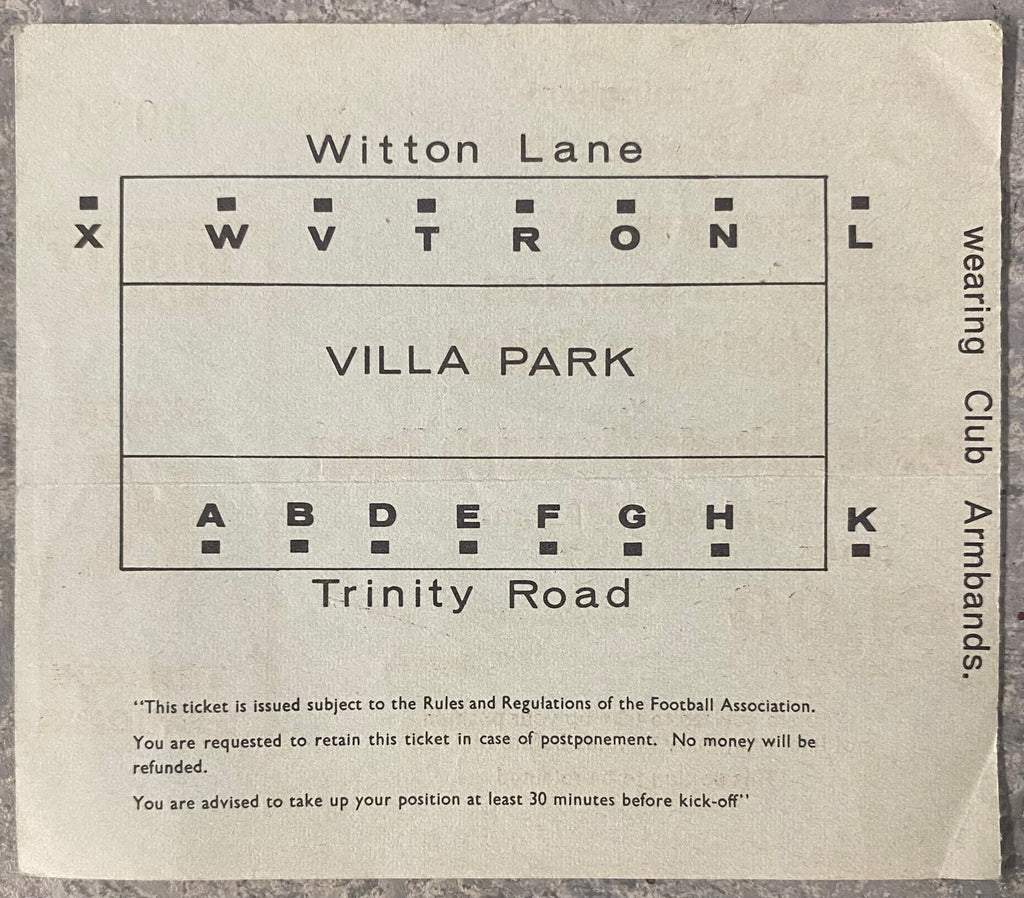 Witton Lane
X W V T R O N L
VILLA PARK
A B D E F G H K
Trinity Road
wearing Club Armbands.
“This ticket is issued subject to the Rules and Regulations of the Football Association.
You are requested to retain this ticket in case of postponement. No money will be
refunded.
You are advised to take up your position at least 30 minutes before kick-off”